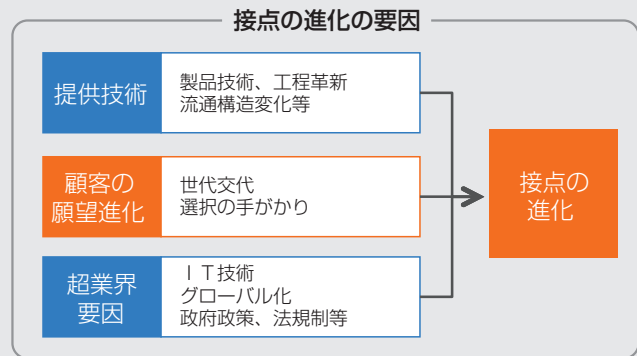 接点の進化の要因
提供技術
製品技術、工程革新
流通構造変化等
顧客の
願望進化
世代交代
選択の手がかり
超業界
要因
ＩＴ技術
グローバル化
政府政策、法規制等
接点の
進化